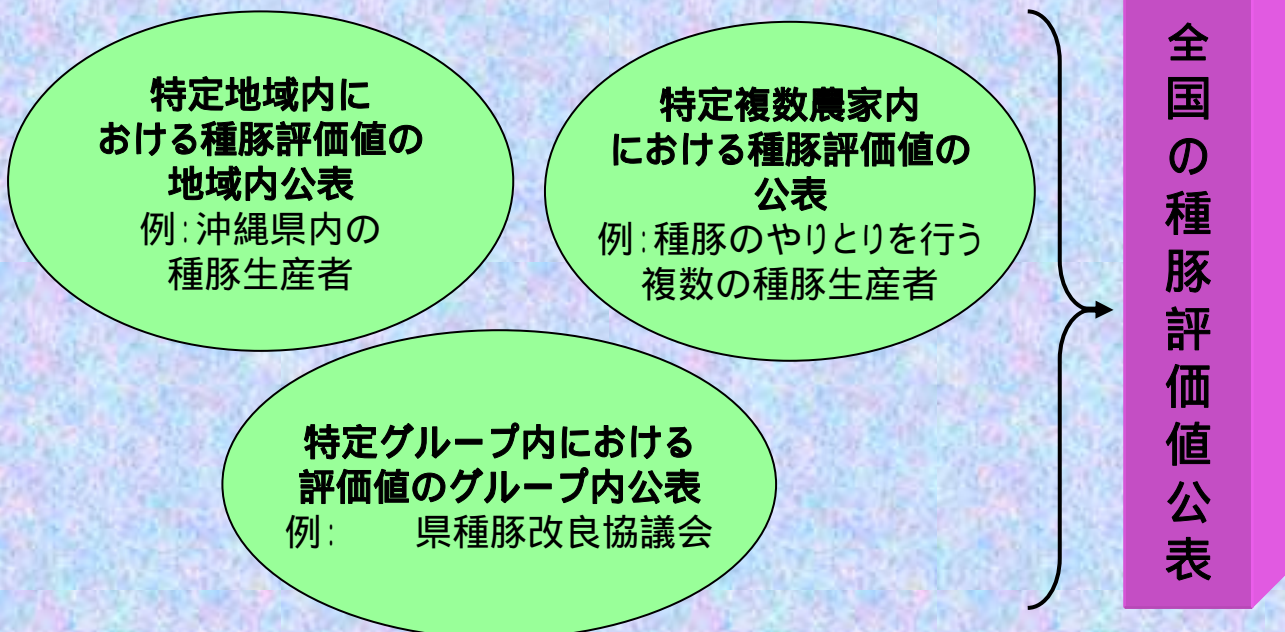 特定地域内に
おける種豚評価値の
地域内公表
例:沖縄県内の
種豚生産者
特定複数農家内
における種豚評価値の
公表
例:種豚のやりとりを行う
複数の種豚生産者
特定グループ内における
評価値のグループ内公表
例:　　県種豚改良協議会
全国の種豚評価値公表